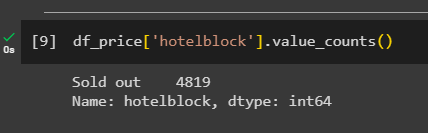 [9] df_price['hotelblock'].value_counts()
0s
Sold out    4819
Name: hotelblock, dtype: int64